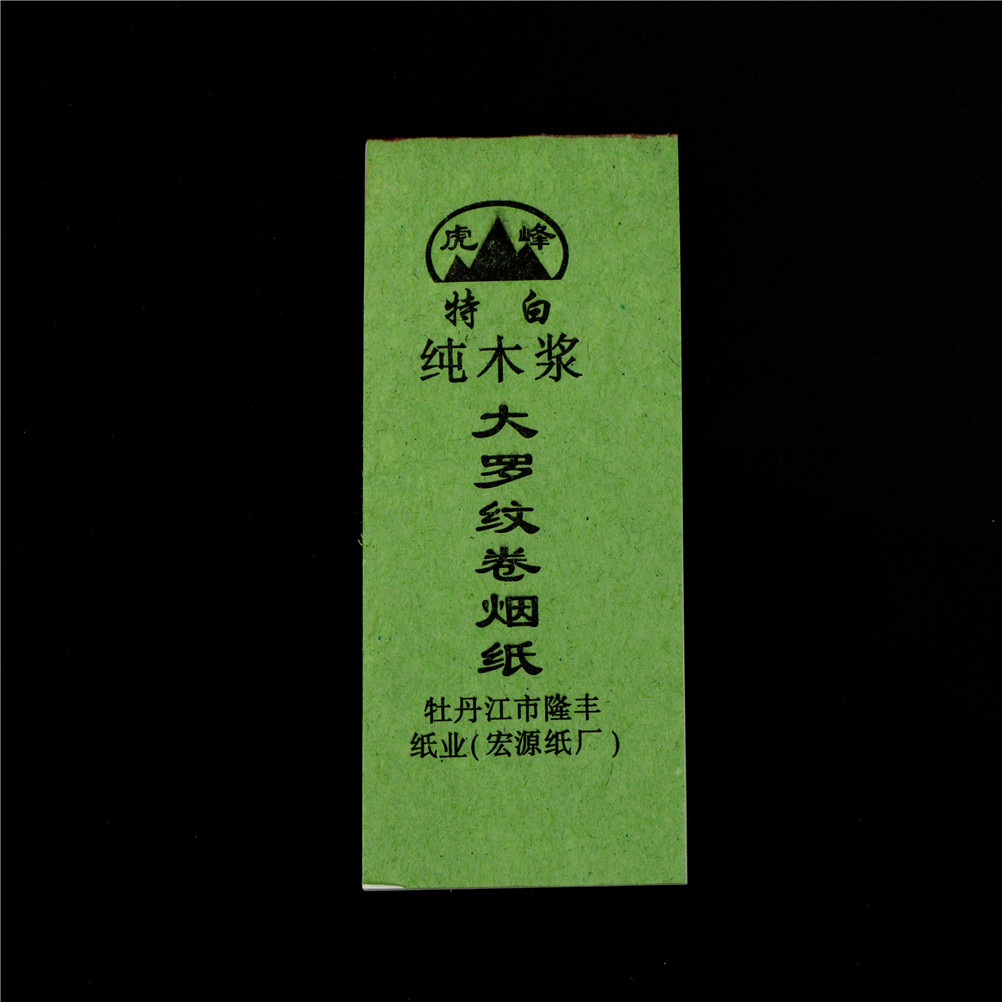 虎峰
特白
纯木浆
大罗纹卷烟纸
牡丹江市隆丰
纸业(宏源纸厂)